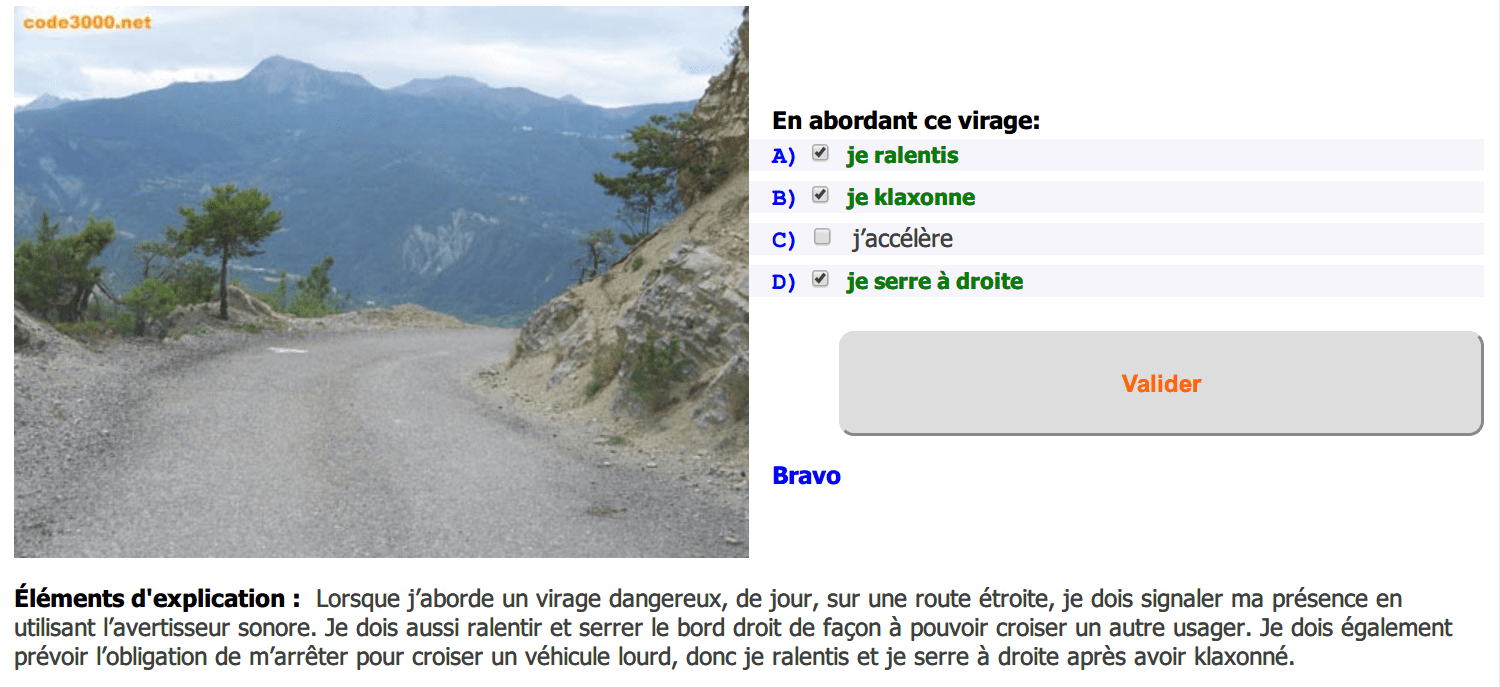 code3000.net
En abordant ce virage:
A) je ralentis
B) je klaxonne
C) j’accélère
D) je serre à droite
Valider
Bravo
Éléments d'explication : Lorsque j’aborde un virage dangereux, de jour, sur une route étroite, je dois signaler ma présence en
utilisant l’avertisseur sonore. Je dois aussi ralentir et serrer le bord droit de façon à pouvoir croiser un autre usager. Je dois également
prévoir l’obligation de m’arrêter pour croiser un véhicule lourd, donc je ralentis et je serre à droite après avoir klaxonné.